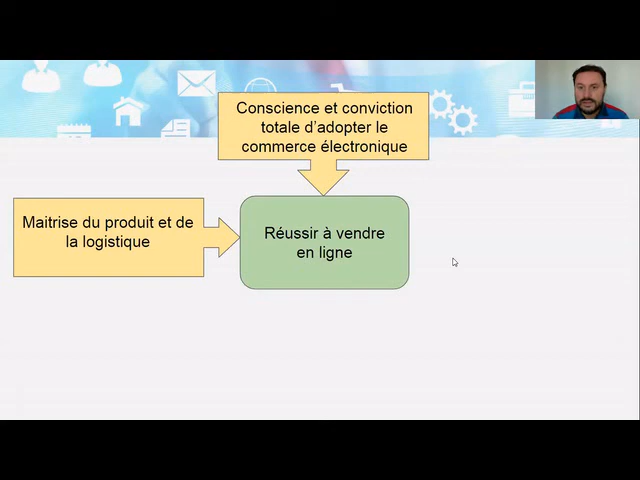 Conscience et conviction
totale d'adopter le
commerce électronique
Maitrise du produit et de
la logistique
Réussir à vendre
en ligne